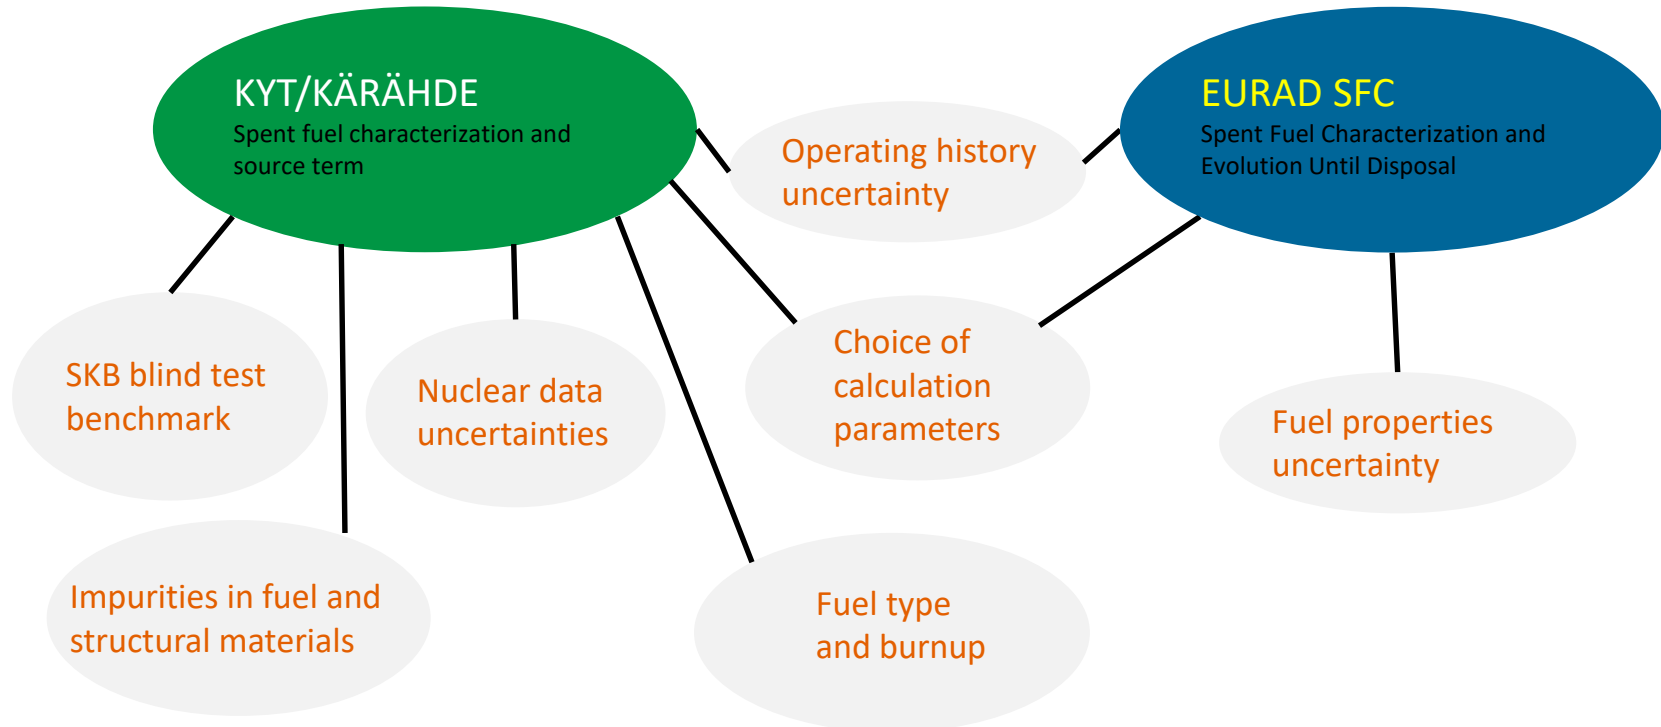 KYT/KÄRÄHDE
Spent fuel characterization and
source term
EURAD SFC
Spent Fuel Characterization and
Evolution Until Disposal
Operating history
uncertainty
SKB blind test
benchmark
Nuclear data
uncertainties
Choice of
calculation
parameters
Fuel properties
uncertainty
Impurities in fuel and
structural materials
Fuel type
and burnup